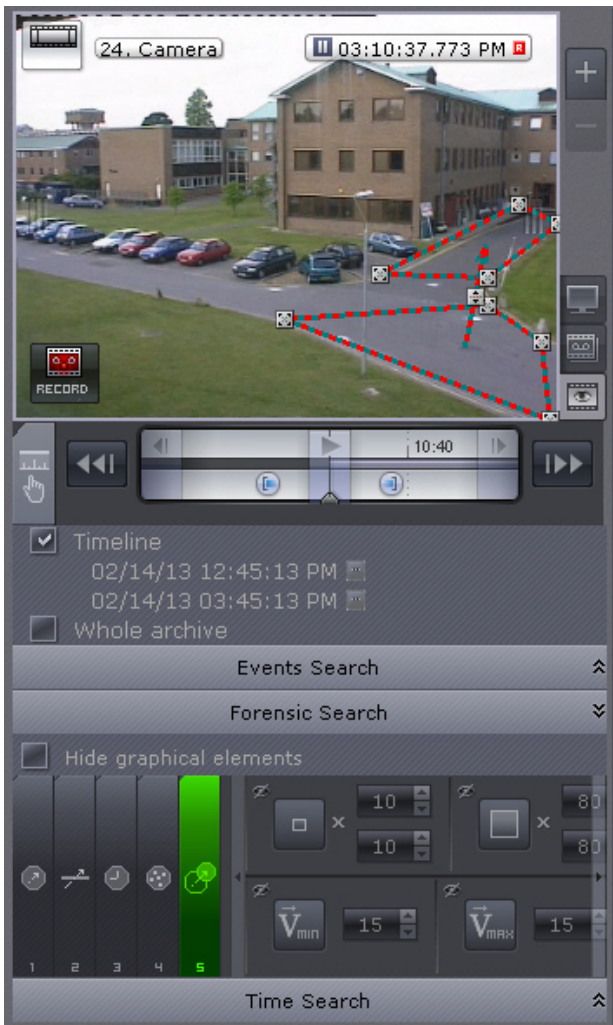 24. Camera
03:10:37.773 PM R
RECORD
10:40
Timeline
02/14/13 12:45:13 PM ...
02/14/13 03:45:13 PM ...
Whole archive
Events Search
Forensic Search
Hide graphical elements
10 80
× ×
10 80
Vmin 15 Vmax 15
1 2 3 4 5
Time Search